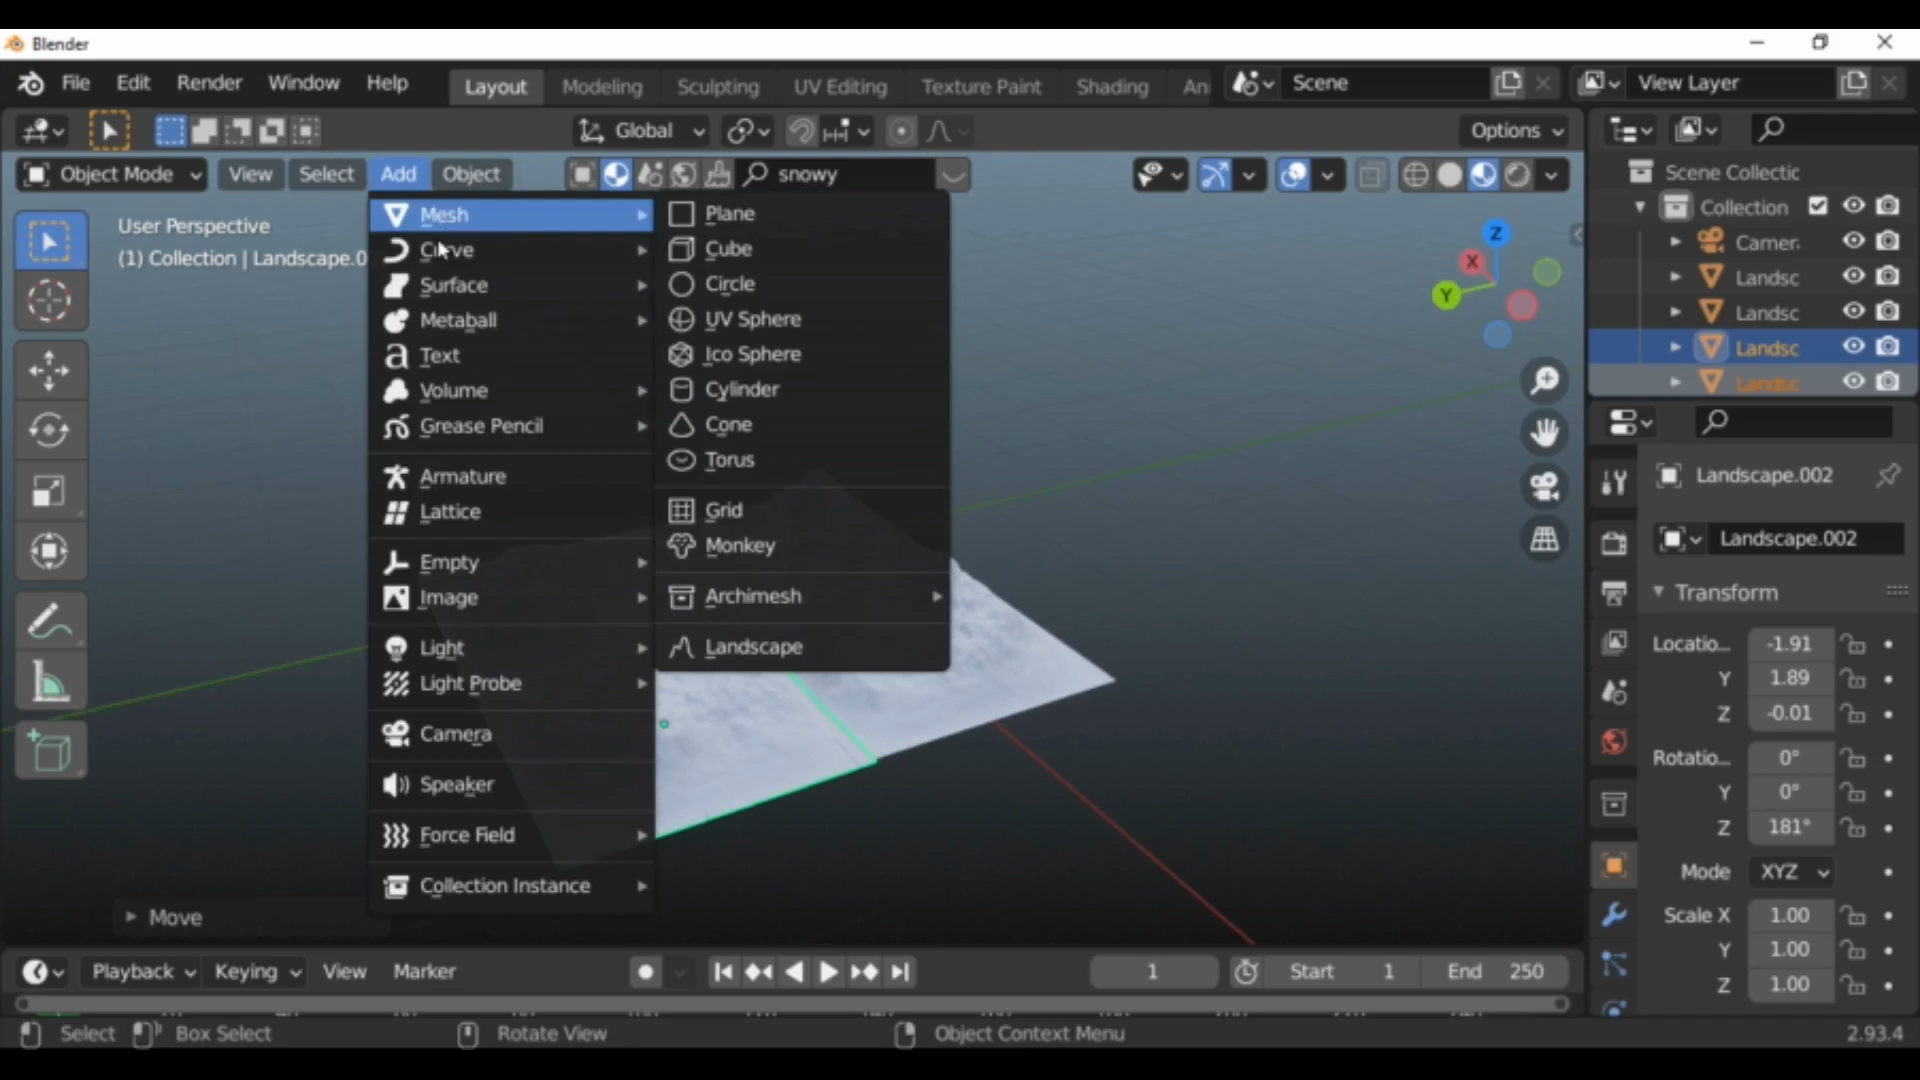 Blender
File Edit Render Window Help Layout Modeling Sculpting UV Editing Texture Paint Shading An Scene View Layer
Global Options
Object Mode View Select Add Object snowy
Scene Collectic
Collection
Camer
Landsc
Landsc
Landsc
Landsc
User Perspective
(1) Collection | Landscape.0
Mesh
Curve
Surface
Metaball
Text
Volume
Grease Pencil
Armature
Lattice
Empty
Image
Light
Light Probe
Camera
Speaker
Force Field
Collection Instance
Plane
Cube
Circle
UV Sphere
Ico Sphere
Cylinder
Cone
Torus
Grid
Monkey
Archimesh
Landscape
Z
X
Y
Landscape.002
Landscape.002
Transform
Locatio... -1.91
Y 1.89
Z -0.01
Rotatio... 0°
Y 0°
Z 181°
Mode XYZ
Scale X 1.00
Y 1.00
Z 1.00
Move
Playback Keying View Marker 1 Start 1 End 250
Select Box Select Rotate View Object Context Menu 2.93.4